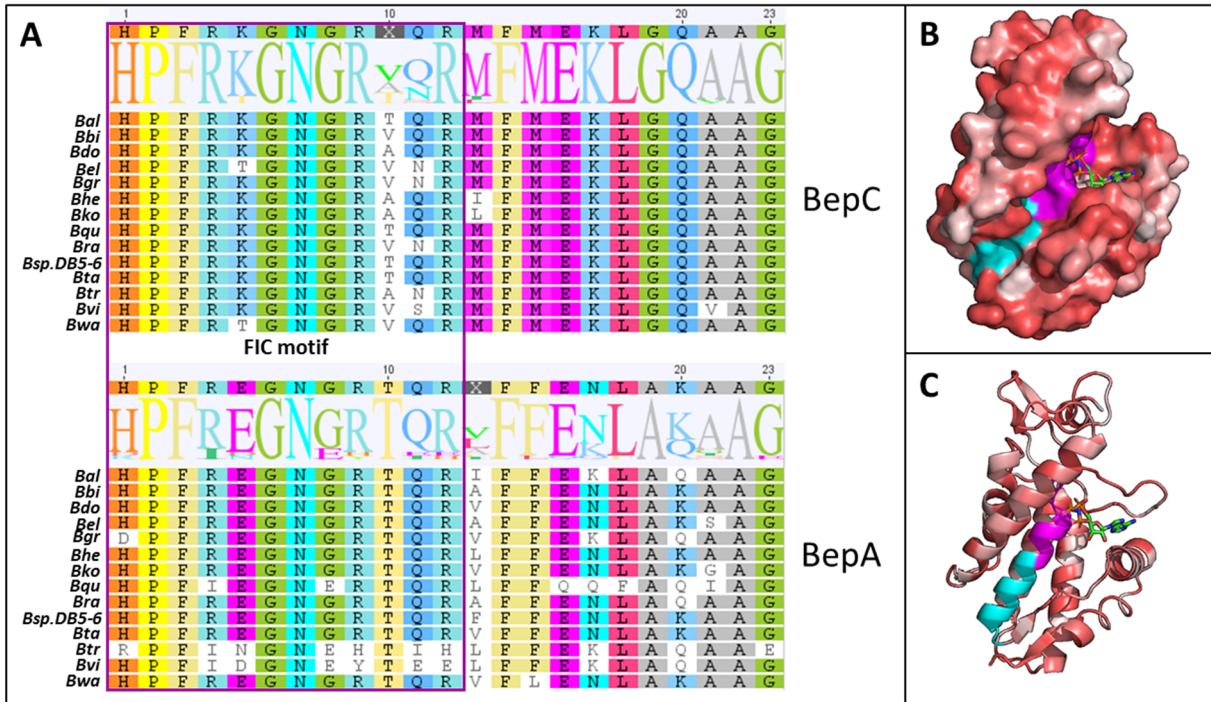 A
1 10 20 23
H P F R K G N G R X Q R M F M E K L G Q A A G
HPFRKGNGRVQRMFMEKLGQAAG
Bal H P F R K G N G R T Q R M F M E K L G Q A A G
Bbi H P F R K G N G R V Q R M F M E K L G Q A A G
Bdo H P F R K G N G R A Q R M F M E K L G Q A A G
Bel H P F R T G N G R V N R M F M E K L G Q A A G
Bgr H P F R K G N G R V N R M F M E K L G Q A A G
Bhe H P F R K G N G R A Q R I F M E K L G Q A A G
Bko H P F R K G N G R A Q R L F M E K L G Q A A G
Bqu H P F R K G N G R T Q R M F M E K L G Q A A G
Bra H P F R K G N G R V N R M F M E K L G Q A A G
Bsp.DB5-6 H P F R K G N G R T Q R M F M E K L G Q A A G
Bta H P F R K G N G R T Q R M F M E K L G Q A A G
Btr H P F R K G N G R A N R M F M E K L G Q A A G
Bvi H P F R K G N G R V S R M F M E K L G Q V A G
Bwa H P F R T G N G R V Q R M F M E K L G Q A A G
BepC
FIC motif
1 10 20 23
H P F R E G N G R T Q R X F F E N L A K A A G
HPFREGNGRTQRVFFENLAKAAG
Bal H P F R E G N G R T Q R I F F E K L A Q A A G
Bbi H P F R E G N G R T Q R A F F E N L A K A A G
Bdo H P F R E G N G R T Q R V F F E N L A K A A G
Bel H P F R E G N G R T Q R A F F E N L A K S A G
Bgr D P F R E G N G R T Q R V F F E K L A Q A A G
Bhe H P F R E G N G R T Q R L F F E N L A K A A G
Bko H P F R E G N G R T Q R V F F E N L A K G A G
Bqu H P F I E G N E R T Q R L F F Q Q F A Q I A G
Bra H P F R E G N G R T Q R A F F E N L A Q A A G
Bsp.DB5-6 H P F R E G N G R T Q R F F F E N L A K A A G
Bta H P F R E G N G R T Q R V F F E N L A K A A G
Btr R P F I N G N E H T I H L F F E K L A Q A A E
Bvi H P F I D G N E Y T E E L F F E K L A Q A A G
Bwa H P F R E G N G R T Q R V F L E N L A K A A G
BepA
B
C